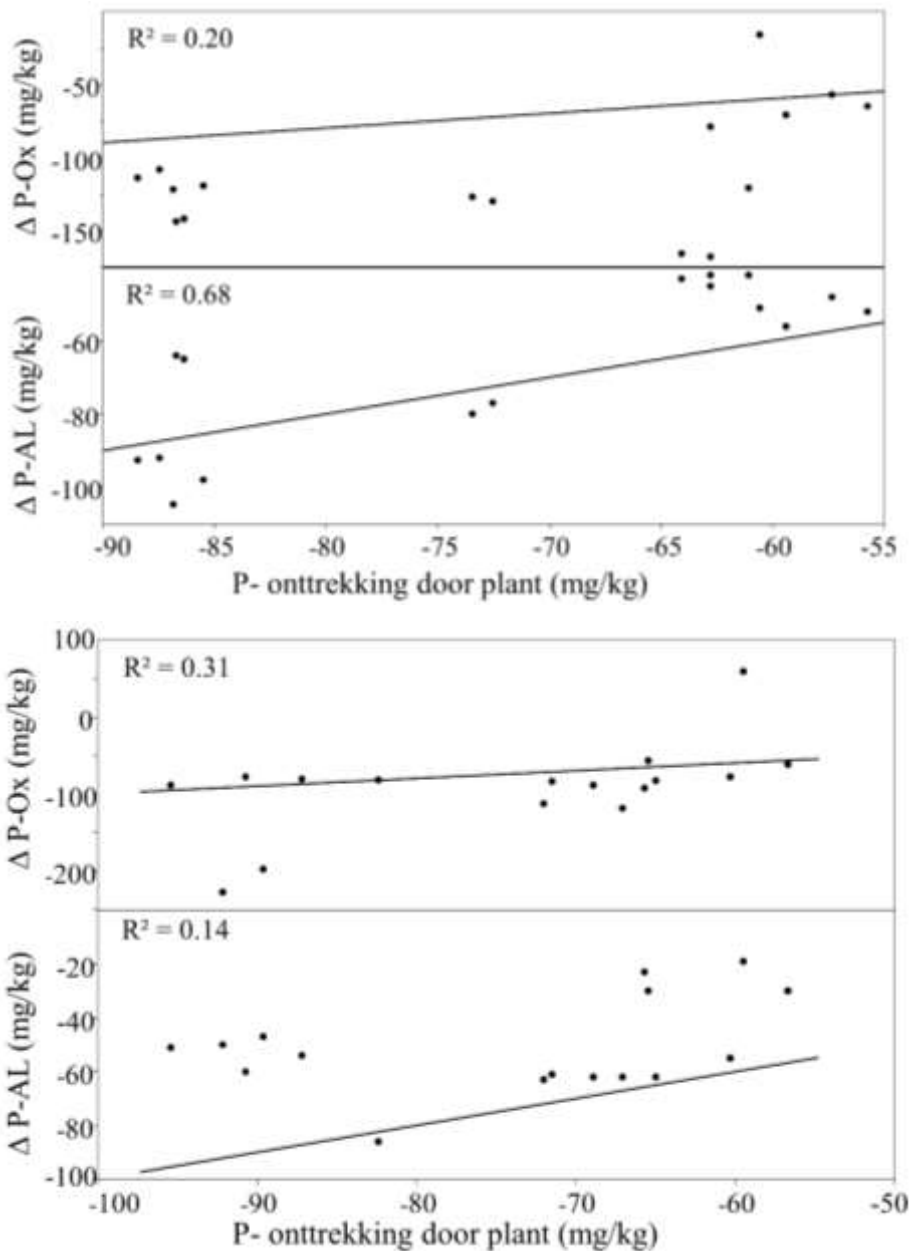 R² = 0.20
Δ P-Ox (mg/kg)
-50
-100
-150
R² = 0.68
Δ P-AL (mg/kg)
-60
-80
-100
-90 -85 -80 -75 -70 -65 -60 -55
P- onttrekking door plant (mg/kg)
R² = 0.31
Δ P-Ox (mg/kg)
100
0
-100
-200
R² = 0.14
Δ P-AL (mg/kg)
-20
-40
-60
-80
-100
-100 -90 -80 -70 -60 -50
P- onttrekking door plant (mg/kg)